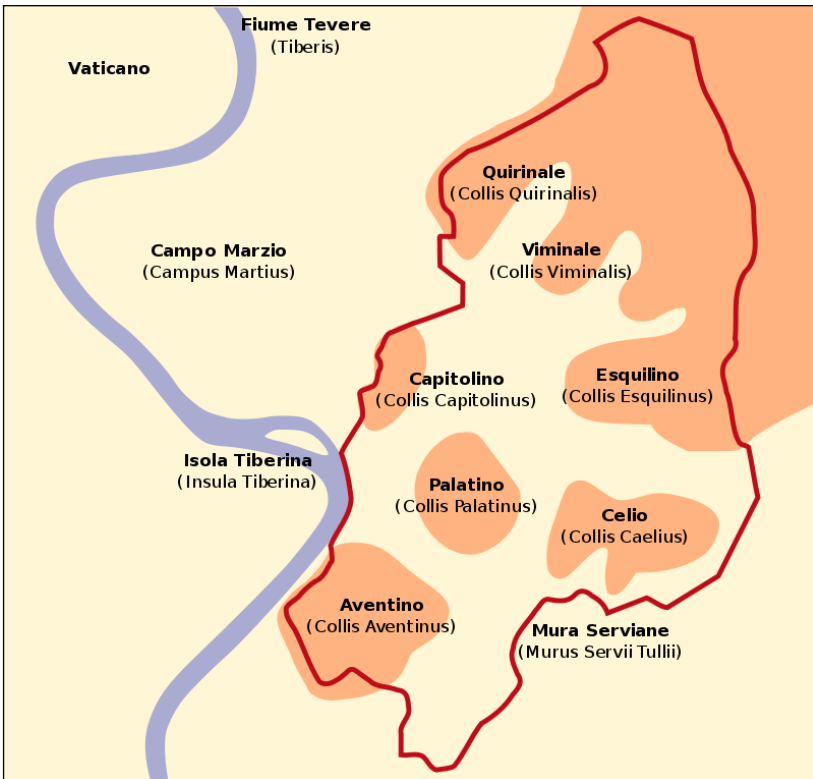 Fiume Tevere
(Tiberis)
Vaticano
Quirinale
(Collis Quirinalis)
Campo Marzio
(Campus Martius)
Viminale
(Collis Viminalis)
Capitolino
(Collis Capitolinus)
Esquilino
(Collis Esquilinus)
Isola Tiberina
(Insula Tiberina)
Palatino
(Collis Palatinus)
Celio
(Collis Caelius)
Aventino
(Collis Aventinus)
Mura Serviane
(Murus Servii Tullii)